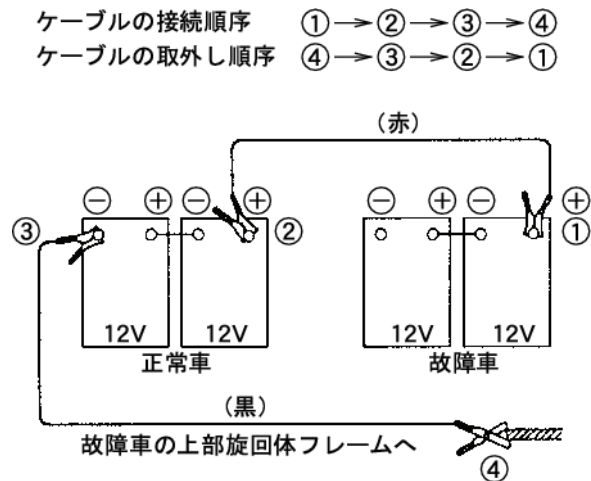 ケーブルの接続順序 ①→②→③→④
ケーブルの取外し順序 ④→③→②→①
（赤）
⊖ ⊕ ⊖ ⊕ ⊖ ⊕ ⊖ ⊕
③ ② ①
12V 12V 12V 12V
正常車 故障車
（黒）
故障車の上部旋回体フレームへ
④